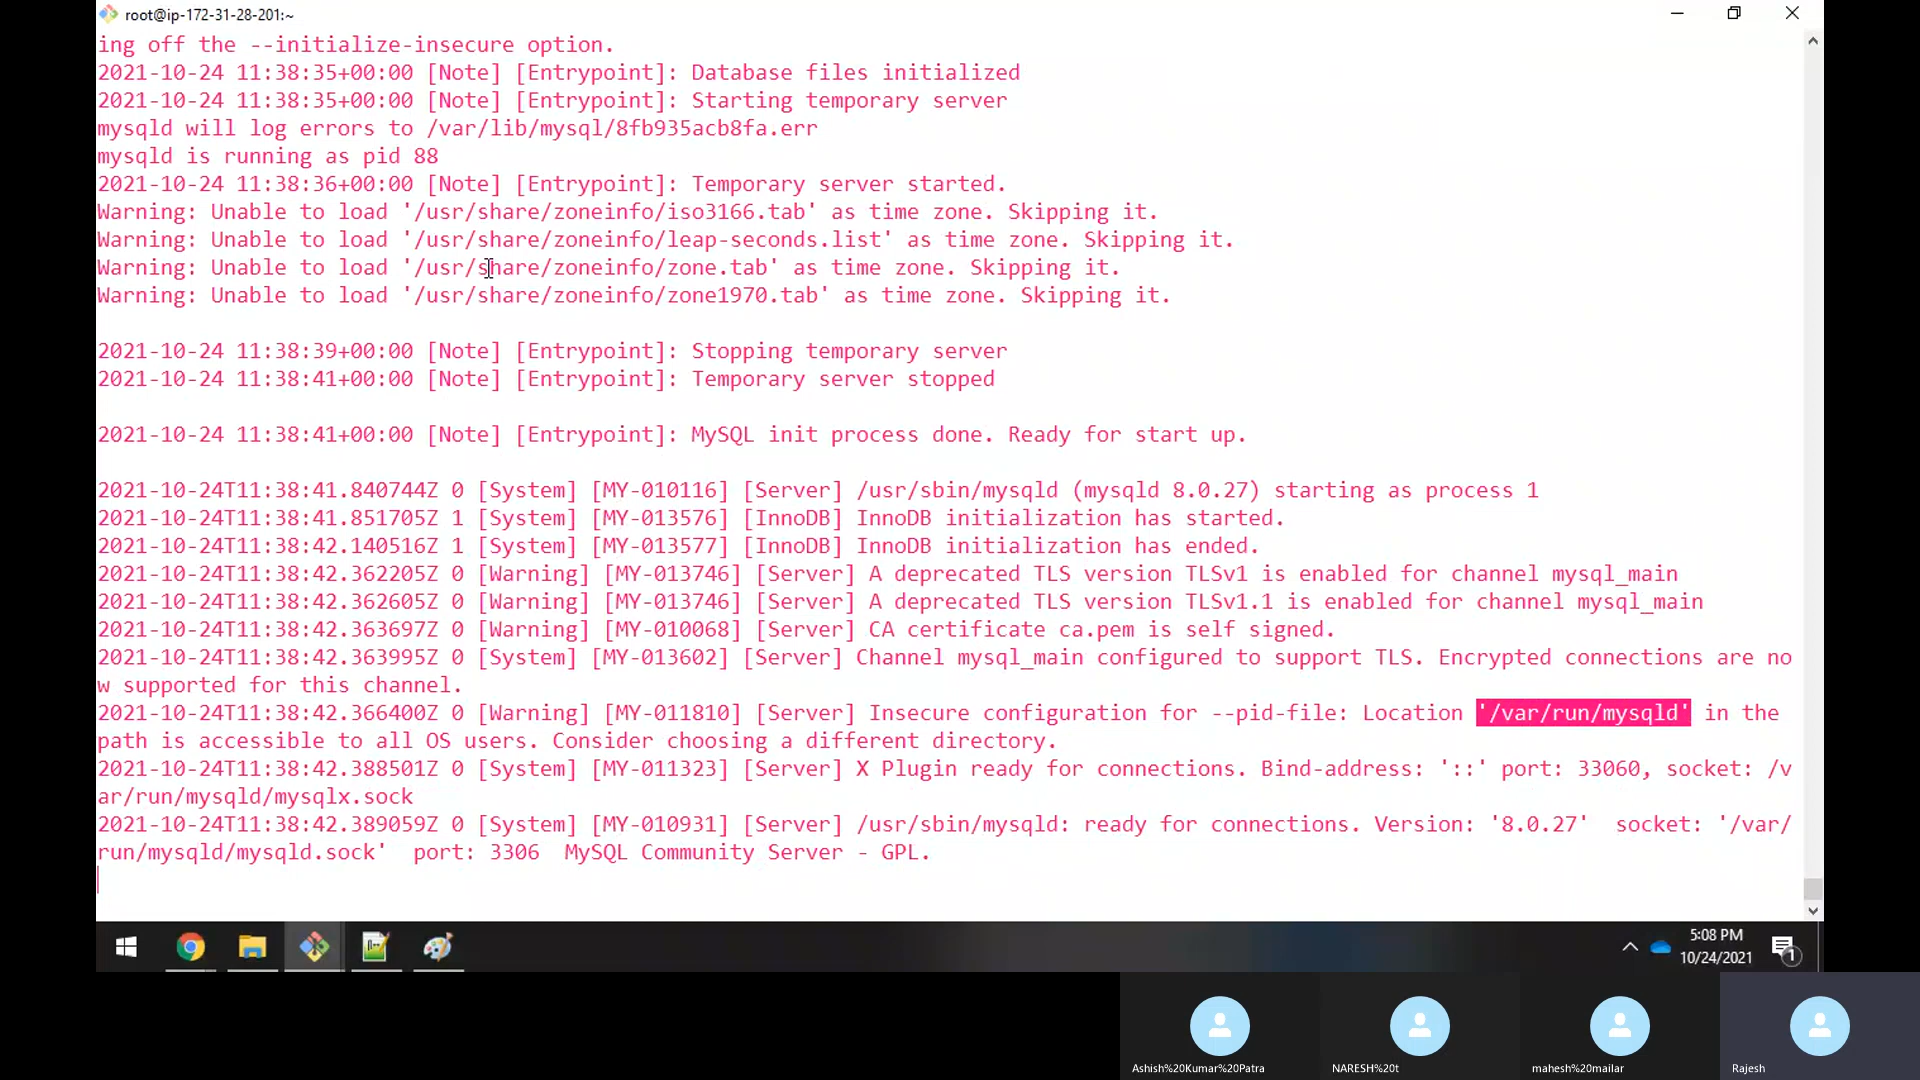 root@ip-172-31-28-201:~
ing off the --initialize-insecure option.
2021-10-24 11:38:35+00:00 [Note] [Entrypoint]: Database files initialized
2021-10-24 11:38:35+00:00 [Note] [Entrypoint]: Starting temporary server
mysqld will log errors to /var/lib/mysql/8fb935acb8fa.err
mysqld is running as pid 88
2021-10-24 11:38:36+00:00 [Note] [Entrypoint]: Temporary server started.
Warning: Unable to load '/usr/share/zoneinfo/iso3166.tab' as time zone. Skipping it.
Warning: Unable to load '/usr/share/zoneinfo/leap-seconds.list' as time zone. Skipping it.
Warning: Unable to load '/usr/share/zoneinfo/zone.tab' as time zone. Skipping it.
Warning: Unable to load '/usr/share/zoneinfo/zone1970.tab' as time zone. Skipping it.
2021-10-24 11:38:39+00:00 [Note] [Entrypoint]: Stopping temporary server
2021-10-24 11:38:41+00:00 [Note] [Entrypoint]: Temporary server stopped
2021-10-24 11:38:41+00:00 [Note] [Entrypoint]: MySQL init process done. Ready for start up.
2021-10-24T11:38:41.840744Z 0 [System] [MY-010116] [Server] /usr/sbin/mysqld (mysqld 8.0.27) starting as process 1
2021-10-24T11:38:41.851705Z 1 [System] [MY-013576] [InnoDB] InnoDB initialization has started.
2021-10-24T11:38:42.140516Z 1 [System] [MY-013577] [InnoDB] InnoDB initialization has ended.
2021-10-24T11:38:42.362205Z 0 [Warning] [MY-013746] [Server] A deprecated TLS version TLSv1 is enabled for channel mysql_main
2021-10-24T11:38:42.362605Z 0 [Warning] [MY-013746] [Server] A deprecated TLS version TLSv1.1 is enabled for channel mysql_main
2021-10-24T11:38:42.363697Z 0 [Warning] [MY-010068] [Server] CA certificate ca.pem is self signed.
2021-10-24T11:38:42.363995Z 0 [System] [MY-013602] [Server] Channel mysql_main configured to support TLS. Encrypted connections are no
w supported for this channel.
2021-10-24T11:38:42.366400Z 0 [Warning] [MY-011810] [Server] Insecure configuration for --pid-file: Location '/var/run/mysqld' in the
path is accessible to all OS users. Consider choosing a different directory.
2021-10-24T11:38:42.388501Z 0 [System] [MY-011323] [Server] X Plugin ready for connections. Bind-address: '::' port: 33060, socket: /v
ar/run/mysqld/mysqlx.sock
2021-10-24T11:38:42.389059Z 0 [System] [MY-010931] [Server] /usr/sbin/mysqld: ready for connections. Version: '8.0.27'  socket: '/var/
run/mysqld/mysqld.sock'  port: 3306  MySQL Community Server - GPL.
5:08 PM
10/24/2021
1
Ashish%20Kumar%20Patra
NARESH%20t
mahesh%20mailar
Rajesh